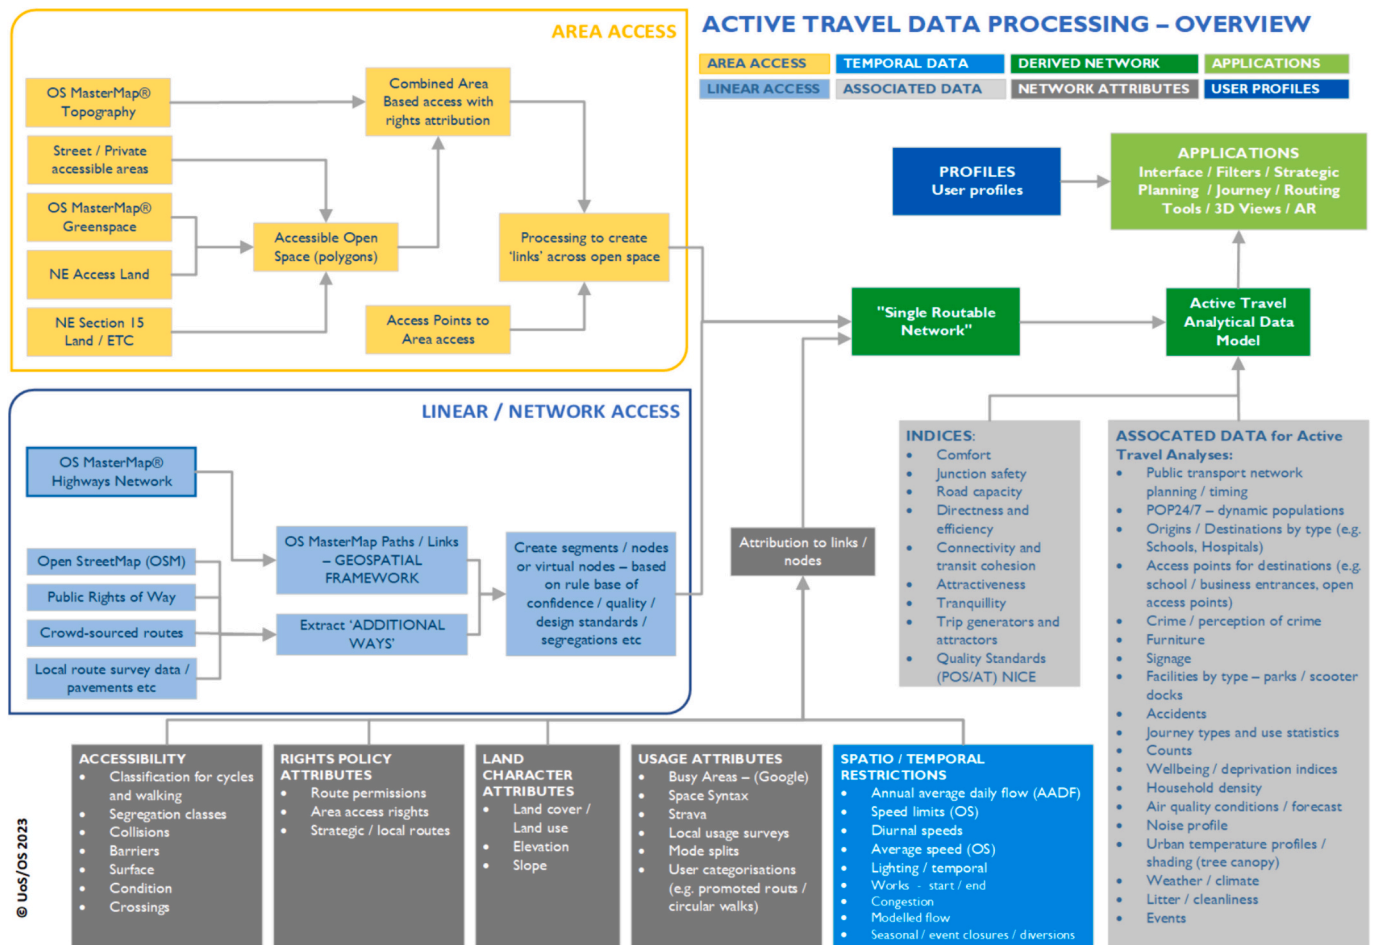 ACTIVE TRAVEL DATA PROCESSING – OVERVIEW
AREA ACCESS
TEMPORAL DATA
DERIVED NETWORK
APPLICATIONS
LINEAR ACCESS
ASSOCIATED DATA
NETWORK ATTRIBUTES
USER PROFILES
AREA ACCESS
OS MasterMap®
Topography
Street / Private
accessible areas
OS MasterMap®
Greenspace
NE Access Land
NE Section 15
Land / ETC
Combined Area
Based access with
rights attribution
Accessible Open
Space (polygons)
Access Points to
Area access
Processing to create
'links' across open space
PROFILES
User profiles
APPLICATIONS
Interface / Filters / Strategic
Planning / Journey / Routing
Tools / 3D Views / AR
"Single Routable
Network"
Active Travel
Analytical Data
Model
LINEAR / NETWORK ACCESS
OS MasterMap®
Highways Network
Open StreetMap (OSM)
Public Rights of Way
Crowd-sourced routes
Local route survey data /
pavements etc
OS MasterMap Paths / Links
– GEOSPATIAL
FRAMEWORK
Extract 'ADDITIONAL
WAYS'
Create segments / nodes
or virtual nodes – based
on rule base of
confidence / quality /
design standards /
segregations etc
Attribution to links /
nodes
INDICES:
• Comfort
• Junction safety
• Road capacity
• Directness and
efficiency
• Connectivity and
transit cohesion
• Attractiveness
• Tranquillity
• Trip generators and
attractors
• Quality Standards
(POS/AT) NICE
ASSOCATED DATA for Active
Travel Analyses:
• Public transport network
planning / timing
• POP24/7 – dynamic populations
• Origins / Destinations by type (e.g.
Schools, Hospitals)
• Access points for destinations (e.g.
school / business entrances, open
access points)
• Crime / perception of crime
• Furniture
• Signage
• Facilities by type – parks / scooter
docks
• Accidents
• Journey types and use statistics
• Counts
• Wellbeing / deprivation indices
• Household density
• Air quality conditions / forecast
• Noise profile
• Urban temperature profiles /
shading (tree canopy)
• Weather / climate
• Litter / cleanliness
• Events
ACCESSIBILITY
• Classification for cycles
and walking
• Segregation classes
• Collisions
• Barriers
• Surface
• Condition
• Crossings
RIGHTS POLICY
ATTRIBUTES
• Route permissions
• Area access risghts
• Strategic / local routes
LAND
CHARACTER
ATTRIBUTES
• Land cover /
Land use
• Elevation
• Slope
USAGE ATTRIBUTES
• Busy Areas – (Google)
• Space Syntax
• Strava
• Local usage surveys
• Mode splits
• User categorisations
(e.g. promoted routs /
circular walks)
SPATIO / TEMPORAL
RESTRICTIONS
• Annual average daily flow (AADF)
• Speed limits (OS)
• Diurnal speeds
• Average speed (OS)
• Lighting / temporal
• Works - start / end
• Congestion
• Modelled flow
• Seasonal / event closures / diversions
© UoS/OS 2023